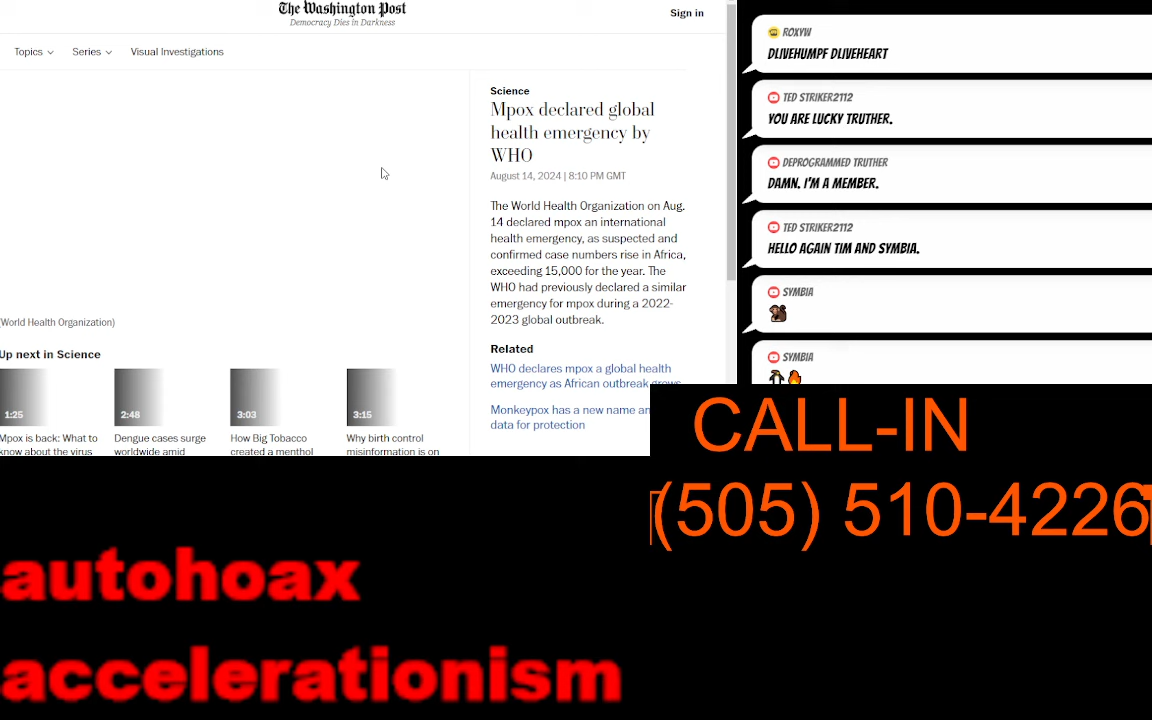 The Washington Post
Democracy Dies in Darkness
Sign in
Topics
Series
Visual Investigations
Science
Mpox declared global
health emergency by
WHO
August 14, 2024 | 8:10 PM GMT
The World Health Organization on Aug.
14 declared mpox an international
health emergency, as suspected and
confirmed case numbers rise in Africa,
exceeding 15,000 for the year. The
WHO had previously declared a similar
emergency for mpox during a 2022-
2023 global outbreak.
Related
WHO declares mpox a global health
emergency as African outbreak grows
Monkeypox has a new name an
data for protection
(World Health Organization)
Up next in Science
1:25
2:48
3:03
3:15
Mpox is back: What to
know about the virus
Dengue cases surge
worldwide amid
How Big Tobacco
created a menthol
Why birth control
misinformation is on
ROXYW
DLIVEHUMPF DLIVEHEART
TED STRIKER2112
YOU ARE LUCKY TRUTHER.
DEPROGRAMMED TRUTHER
DAMN. I'M A MEMBER.
TED STRIKER2112
HELLO AGAIN TIM AND SYMBIA.
SYMBIA
SYMBIA
CALL-IN
(505) 510-4226
autohoax
accelerationism